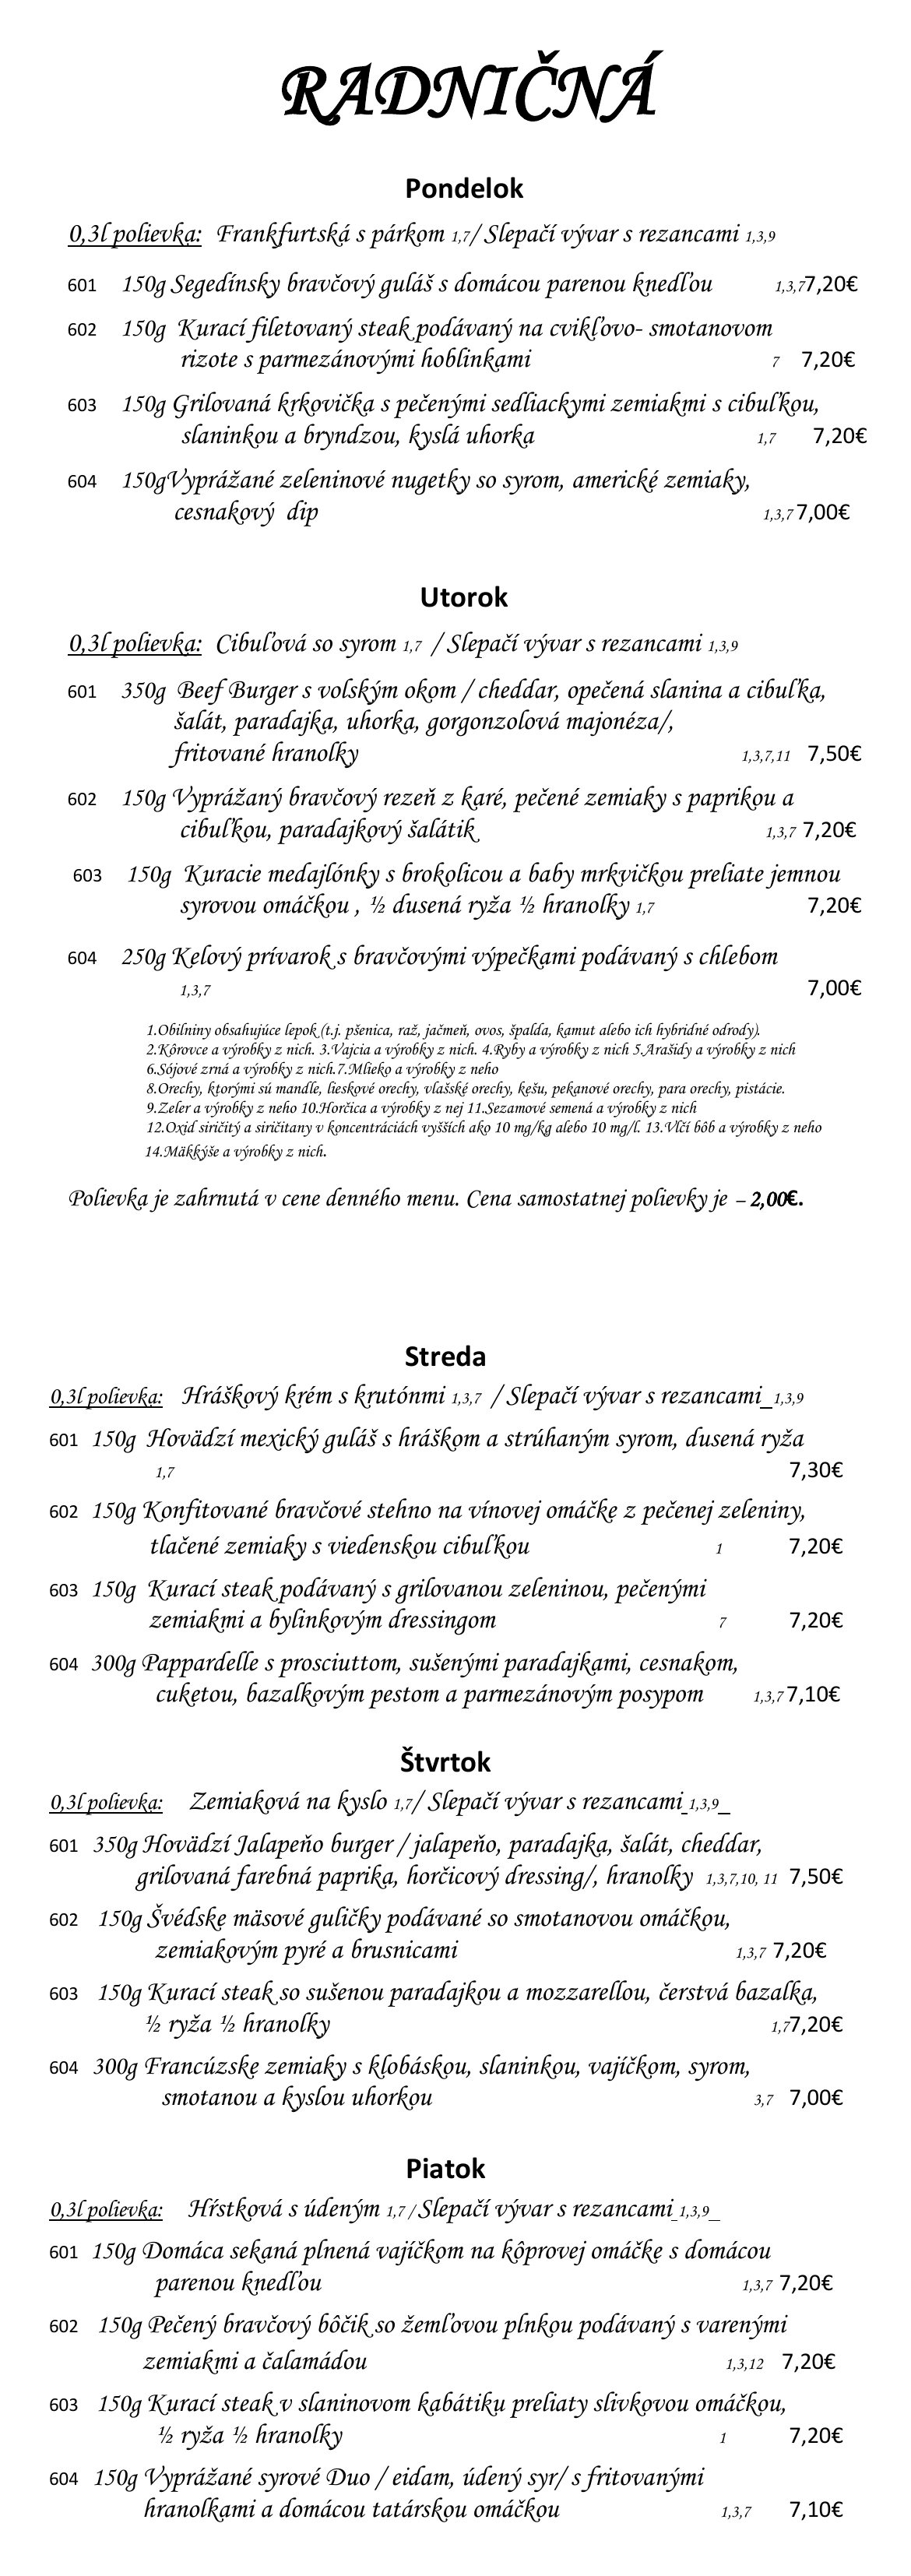 RADNIČNÁ
Pondelok
0,3l polievka: Frankfurtská s párkom 1,7/ Slepačí vývar s rezancami 1,3,9
601 150g Segedínsky bravčový guláš s domácou parenou knedľou 1,3,7 7,20€
602 150g Kurací filetovaný steak podávaný na cvikľovo- smotanovom
rizote s parmezánovými hoblinkami 7 7,20€
603 150g Grilovaná krkovička s pečenými sedliackymi zemiakmi s cibuľkou,
slaninkou a bryndzou, kyslá uhorka 1,7 7,20€
604 150gVyprážané zeleninové nugetky so syrom, americké zemiaky,
cesnakový dip 1,3,7 7,00€
Utorok
0,3l polievka: Cibuľová so syrom 1,7 / Slepačí vývar s rezancami 1,3,9
601 350g Beef Burger s volským okom / cheddar, opečená slanina a cibuľka,
šalát, paradajka, uhorka, gorgonzolová majonéza/,
fritované hranolky 1,3,7,11 7,50€
602 150g Vyprážaný bravčový rezeň z karé, pečené zemiaky s paprikou a
cibuľkou, paradajkový šalátik 1,3,7 7,20€
603 150g Kuracie medajlónky s brokolicou a baby mrkvičkou preliate jemnou
syrovou omáčkou , ½ dusená ryža ½ hranolky 1,7 7,20€
604 250g Kelový prívarok s bravčovými výpečkami podávaný s chlebom
1,3,7 7,00€
1.Obilniny obsahujúce lepok (t.j. pšenica, raž, jačmeň, ovos, špalda, kamut alebo ich hybridné odrody).
2.Kôrovce a výrobky z nich. 3.Vajcia a výrobky z nich. 4.Ryby a výrobky z nich 5.Arašidy a výrobky z nich
6.Sójové zrná a výrobky z nich.7.Mlieko a výrobky z neho
8.Orechy, ktorými sú mandle, lieskové orechy, vlašské orechy, kešu, pekanové orechy, para orechy, pistácie.
9.Zeler a výrobky z neho 10.Horčica a výrobky z nej 11.Sezamové semená a výrobky z nich
12.Oxid siričitý a siričitany v koncentráciách vyšších ako 10 mg/kg alebo 10 mg/l. 13.Vlčí bôb a výrobky z neho
14.Mäkkýše a výrobky z nich.
Polievka je zahrnutá v cene denného menu. Cena samostatnej polievky je – 2,00€.
Streda
0,3l polievka: Hráškový krém s krutónmi 1,3,7 / Slepačí vývar s rezancami_1,3,9
601 150g Hovädzí mexický guláš s hráškom a strúhaným syrom, dusená ryža
1,7 7,30€
602 150g Konfitované bravčové stehno na vínovej omáčke z pečenej zeleniny,
tlačené zemiaky s viedenskou cibuľkou 1 7,20€
603 150g Kurací steak podávaný s grilovanou zeleninou, pečenými
zemiakmi a bylinkovým dressingom 7 7,20€
604 300g Pappardelle s prosciuttom, sušenými paradajkami, cesnakom,
cuketou, bazalkovým pestom a parmezánovým posypom 1,3,7 7,10€
Štvrtok
0,3l polievka: Zemiaková na kyslo 1,7/ Slepačí vývar s rezancami_1,3,9_
601 350g Hovädzí Jalapeňo burger / jalapeňo, paradajka, šalát, cheddar,
grilovaná farebná paprika, horčicový dressing/, hranolky 1,3,7,10, 11 7,50€
602 150g Švédske mäsové guličky podávané so smotanovou omáčkou,
zemiakovým pyré a brusnicami 1,3,7 7,20€
603 150g Kurací steak so sušenou paradajkou a mozzarellou, čerstvá bazalka,
½ ryža ½ hranolky 1,7 7,20€
604 300g Francúzske zemiaky s klobáskou, slaninkou, vajíčkom, syrom,
smotanou a kyslou uhorkou 3,7 7,00€
Piatok
0,3l polievka: Hŕstková s údeným 1,7 / Slepačí vývar s rezancami_1,3,9_
601 150g Domáca sekaná plnená vajíčkom na kôprovej omáčke s domácou
parenou knedľou 1,3,7 7,20€
602 150g Pečený bravčový bôčik so žemľovou plnkou podávaný s varenými
zemiakmi a čalamádou 1,3,12 7,20€
603 150g Kurací steak v slaninovom kabátiku preliaty slivkovou omáčkou,
½ ryža ½ hranolky 1 7,20€
604 150g Vyprážané syrové Duo / eidam, údený syr/ s fritovanými
hranolkami a domácou tatárskou omáčkou 1,3,7 7,10€